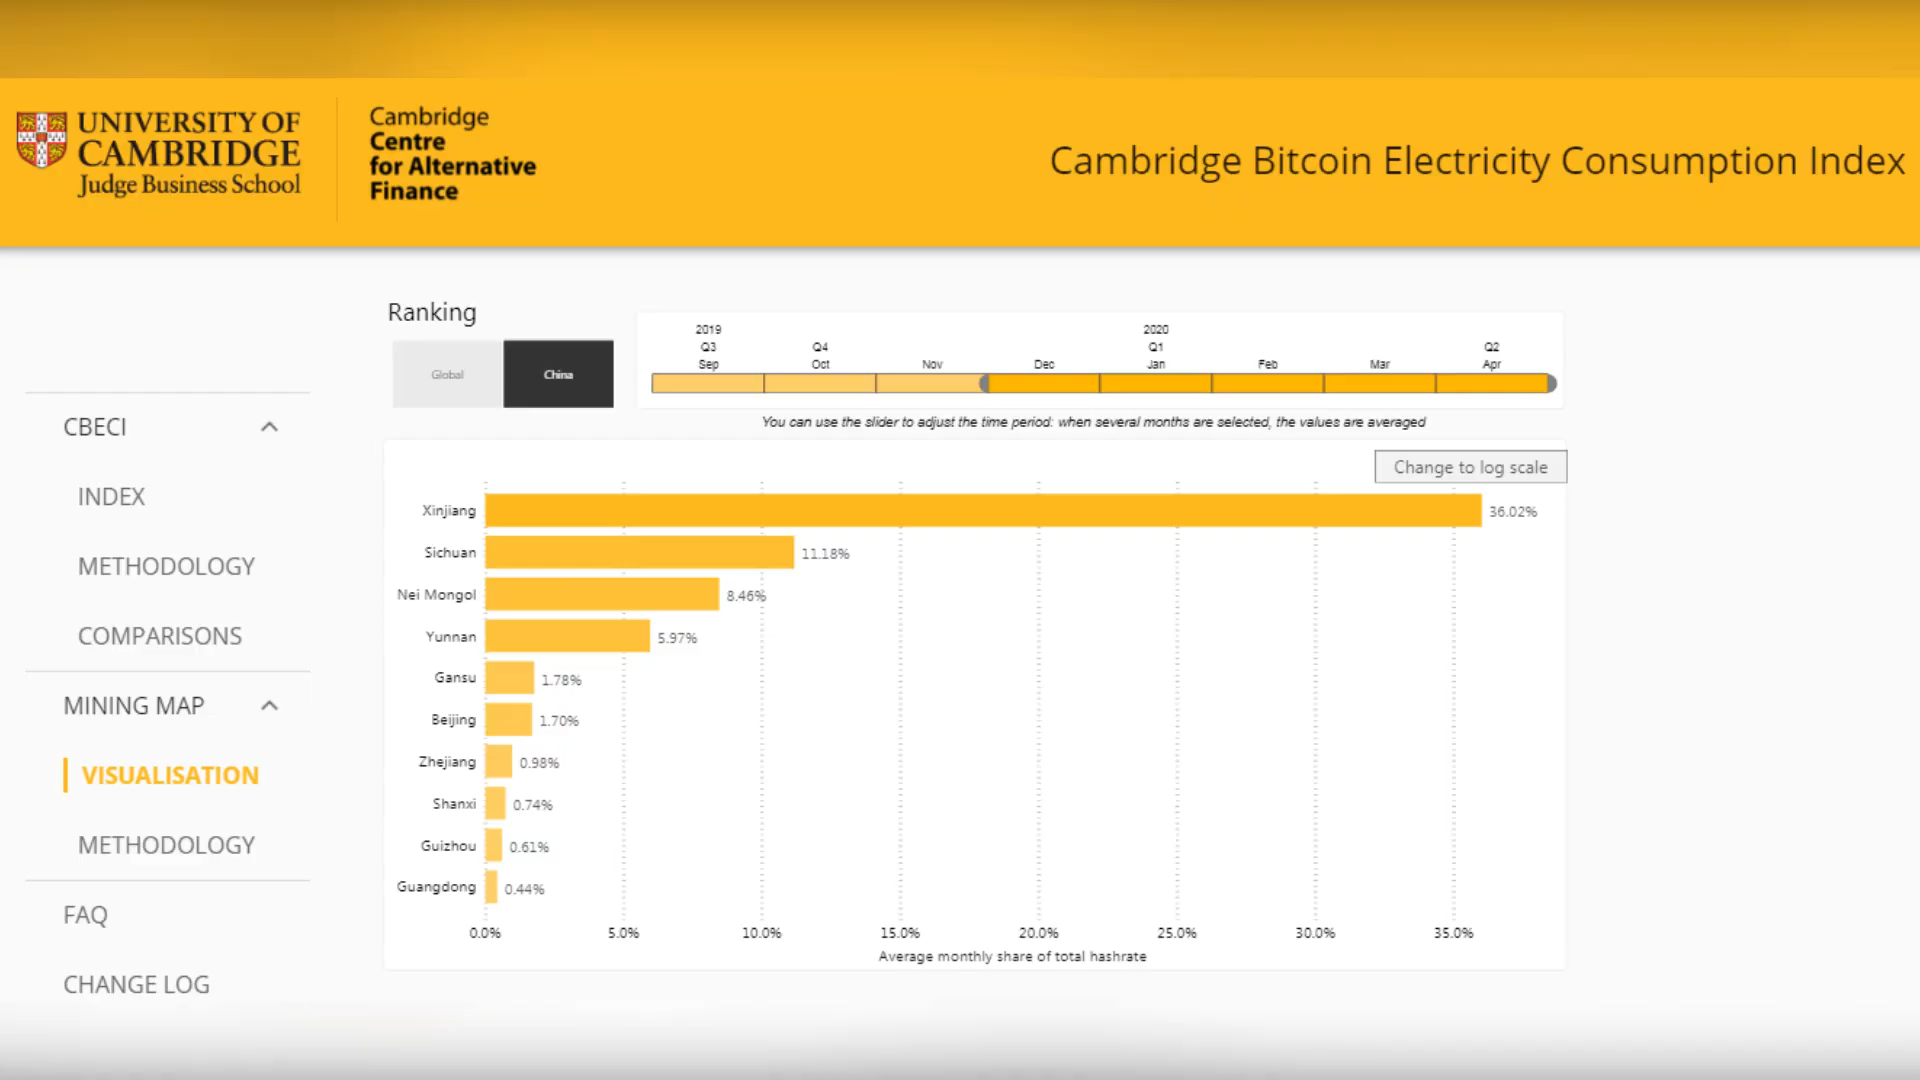 UNIVERSITY OF
CAMBRIDGE
Judge Business School
Cambridge
Centre
for Alternative
Finance
Cambridge Bitcoin Electricity Consumption Index
CBECI
INDEX
METHODOLOGY
COMPARISONS
MINING MAP
VISUALISATION
METHODOLOGY
FAQ
CHANGE LOG
Ranking
Global China
2019 2020
Q3 Q4 Q1 Q2
Sep Oct Nov Dec Jan Feb Mar Apr
You can use the slider to adjust the time period: when several months are selected, the values are averaged
Change to log scale
Xinjiang 36.02%
Sichuan 11.18%
Nei Mongol 8.46%
Yunnan 5.97%
Gansu 1.78%
Beijing 1.70%
Zhejiang 0.98%
Shanxi 0.74%
Guizhou 0.61%
Guangdong 0.44%
0.0% 5.0% 10.0% 15.0% 20.0% 25.0% 30.0% 35.0%
Average monthly share of total hashrate